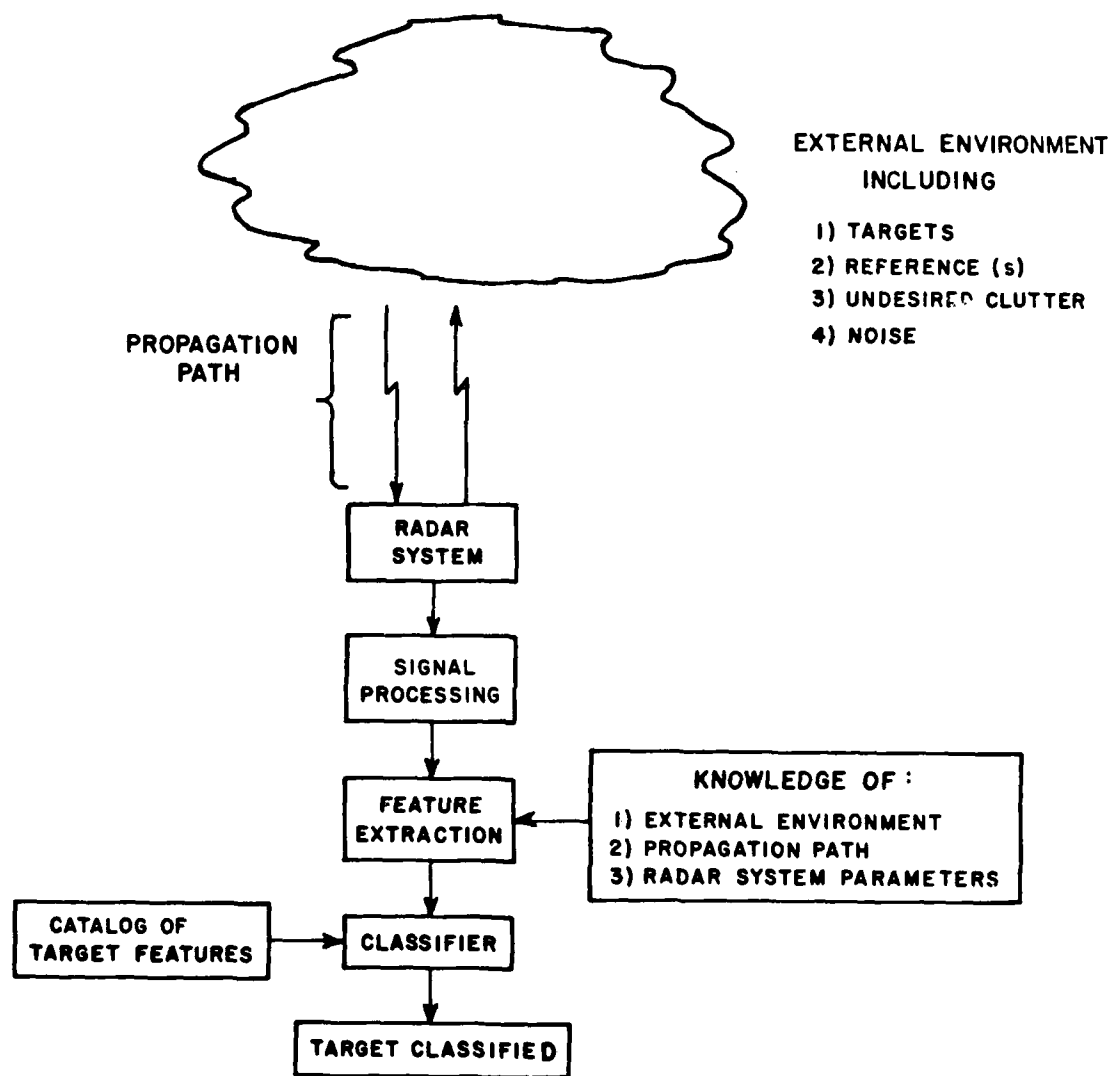 EXTERNAL ENVIRONMENT
INCLUDING
1) TARGETS
2) REFERENCE (s)
3) UNDESIRED CLUTTER
4) NOISE
PROPAGATION
PATH
RADAR
SYSTEM
SIGNAL
PROCESSING
FEATURE
EXTRACTION
KNOWLEDGE OF :
1) EXTERNAL ENVIRONMENT
2) PROPAGATION PATH
3) RADAR SYSTEM PARAMETERS
CATALOG OF
TARGET FEATURES
CLASSIFIER
TARGET CLASSIFIED